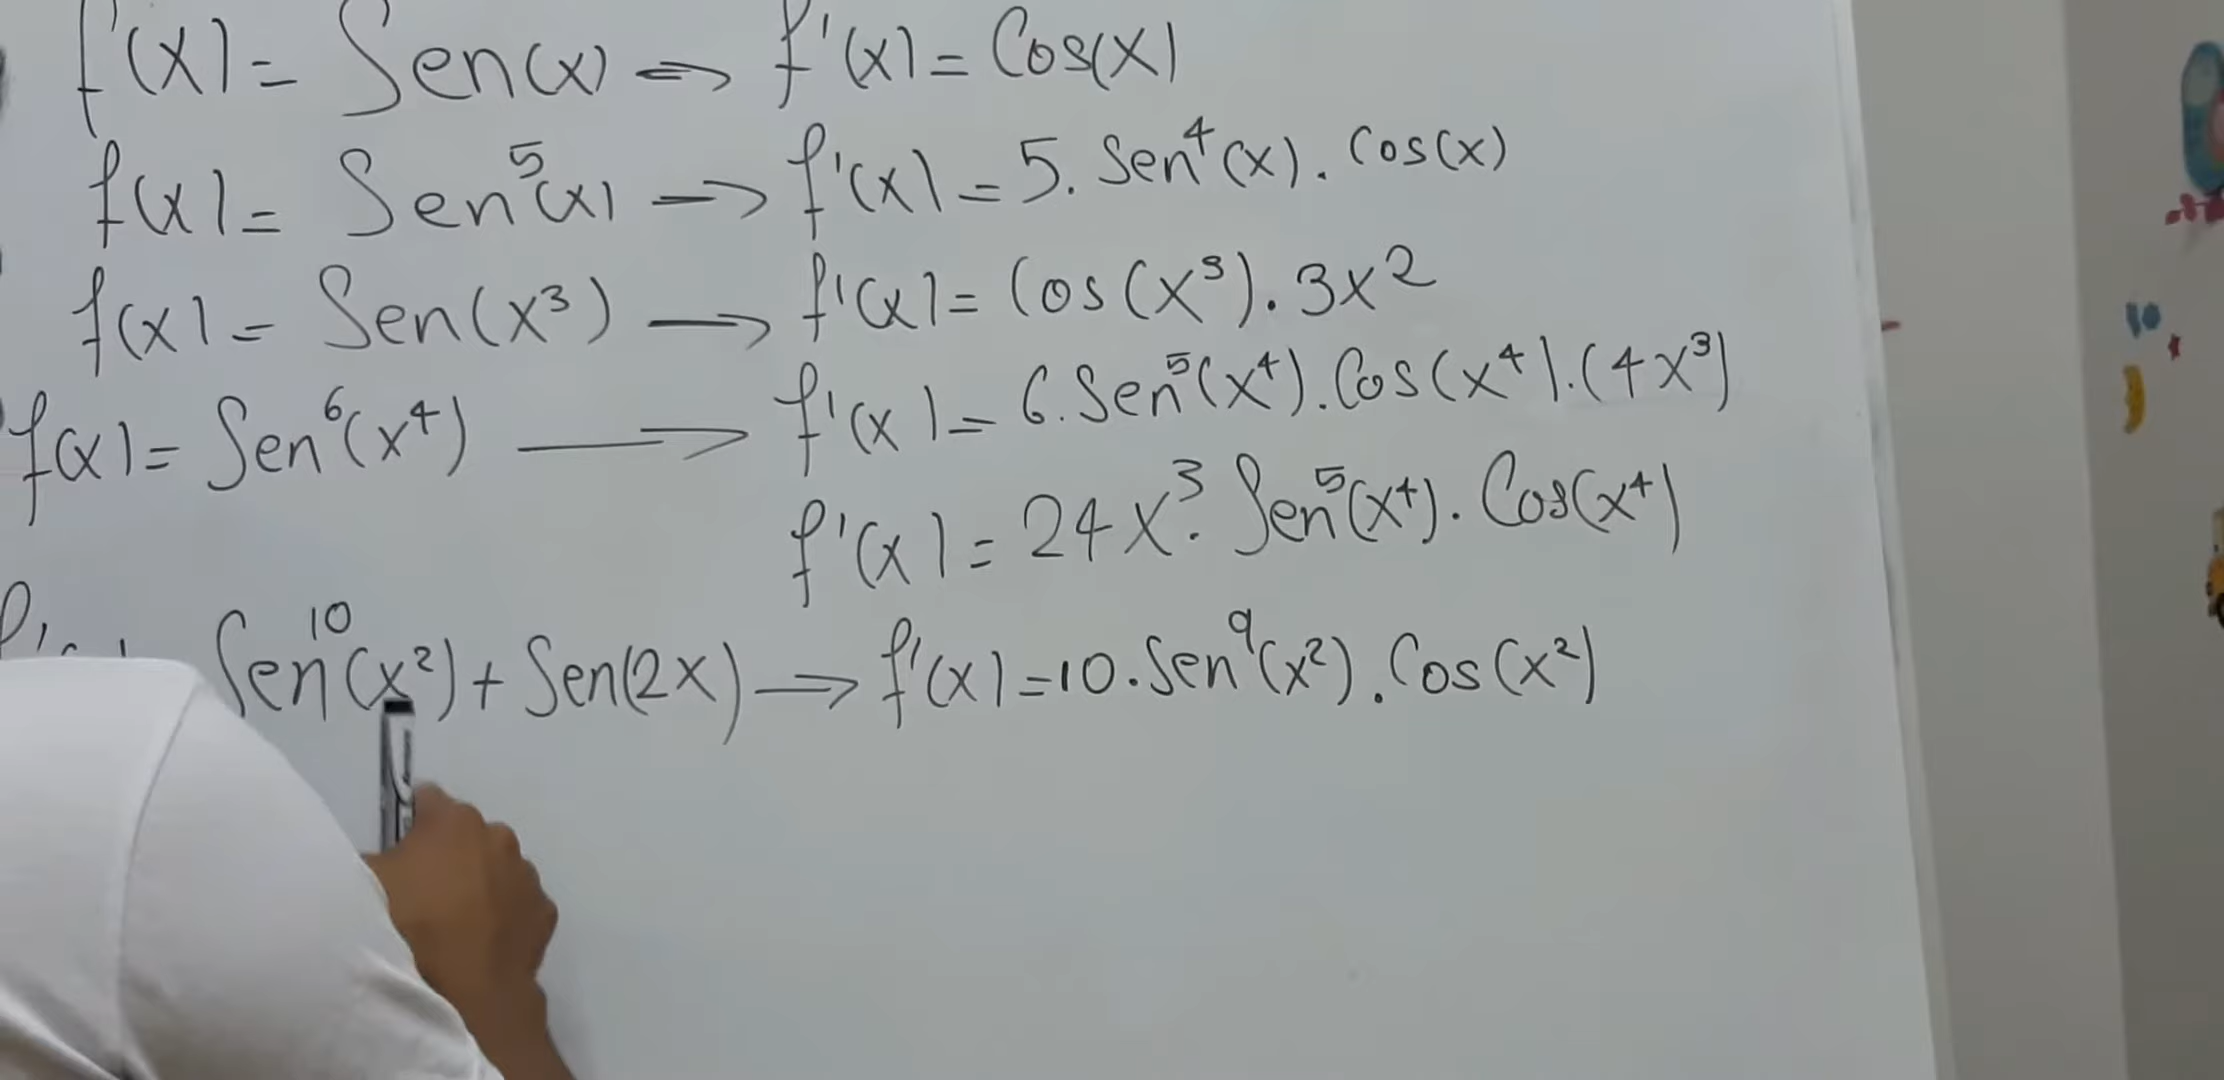 f'(x) = Sen(x) => f'(x) = Cos(x)
f(x) = Sen⁵(x) → f'(x) = 5. Sen⁴(x). Cos(x)
f(x) = Sen(x³) → f'(x) = Cos(x³). 3x²
f(x) = Sen⁶(x⁴) → f'(x) = 6. Sen⁵(x⁴). Cos(x⁴).(4x³)
f'(x) = 24x³. Sen⁵(x⁴). Cos(x⁴)
Sen¹⁰(x²) + Sen(2x) → f'(x) = 10. Sen⁹(x²). Cos(x²)